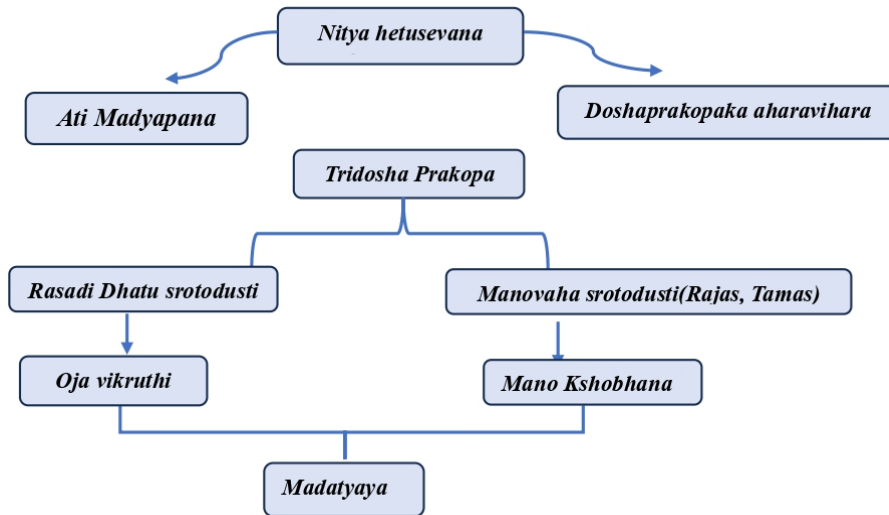 Nitya hetusevana
Ati Madyapana
Doshaprakopaka aharavihara
Tridosha Prakopa
Rasadi Dhatu srotodusti
Manovaha srotodusti(Rajas, Tamas)
Oja vikruthi
Mano Kshobhana
Madatyaya